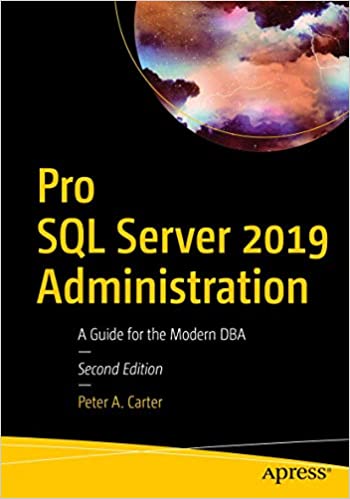 Pro
SQL Server 2019
Administration
A Guide for the Modern DBA
Second Edition
Peter A. Carter
Apress®